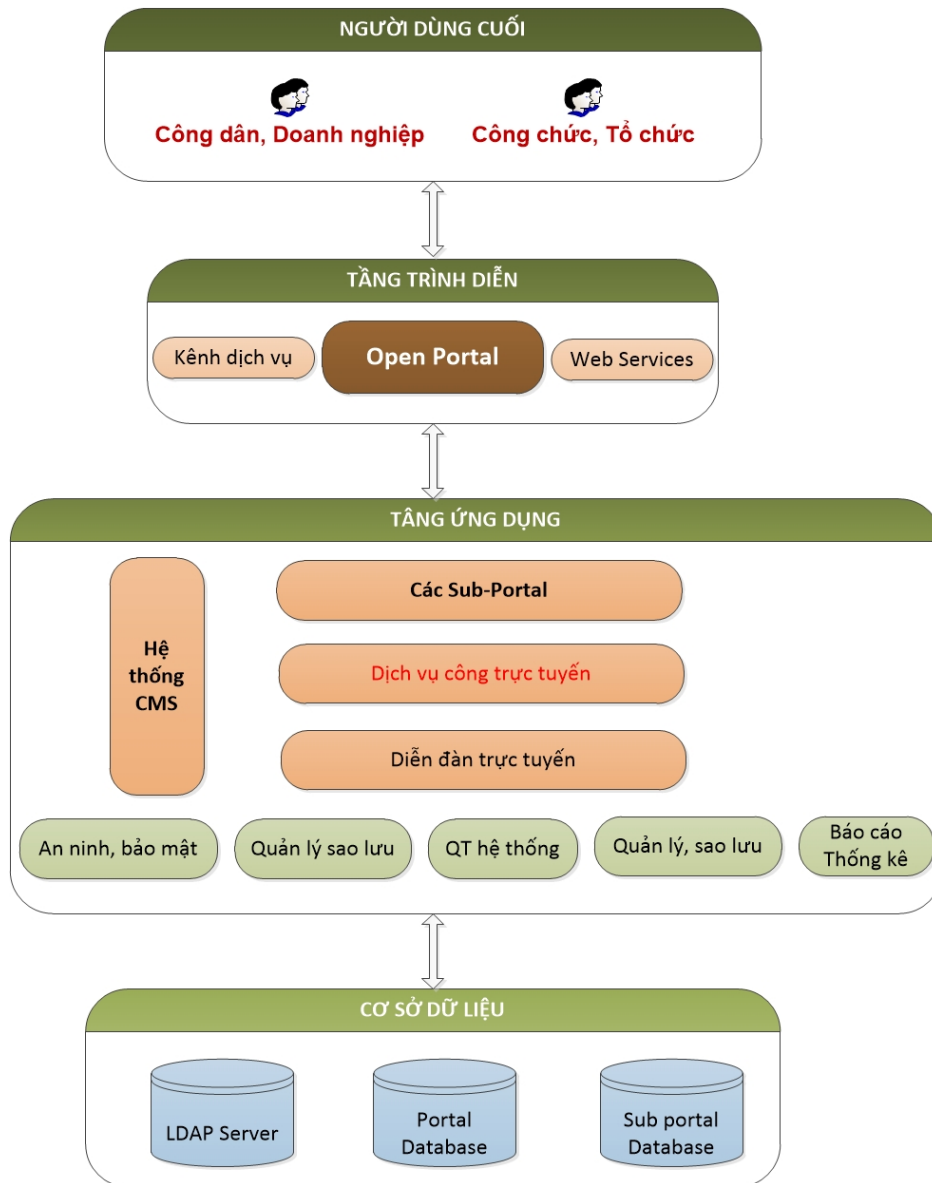 NGƯỜI DÙNG CUỐI
Công dân, Doanh nghiệp
Công chức, Tổ chức
TẦNG TRÌNH DIỄN
Kênh dịch vụ
Open Portal
Web Services
TÂNG ỨNG DỤNG
Hệ
thống
CMS
Các Sub-Portal
Dịch vụ công trực tuyến
Diễn đàn trực tuyến
An ninh, bảo mật
Quản lý sao lưu
QT hệ thống
Quản lý, sao lưu
Báo cáo
Thống kê
CƠ SỞ DỮ LIỆU
LDAP Server
Portal
Database
Sub portal
Database